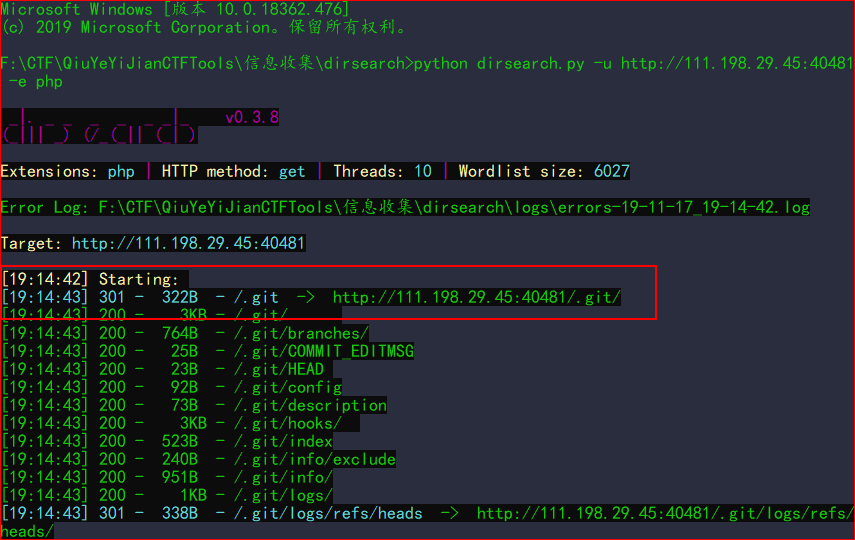 Microsoft Windows [版本 10.0.18362.476]
(c) 2019 Microsoft Corporation。保留所有权利。
F:\CTF\QiuYeYiJianCTFTools\信息收集\dirsearch>python dirsearch.py -u http://111.198.29.45:40481
-e php
_|. _ _ _ _ _ _|_ v0.3.8
(_||| _) (/_(_|| (_| )
Extensions: php | HTTP method: get | Threads: 10 | Wordlist size: 6027
Error Log: F:\CTF\QiuYeYiJianCTFTools\信息收集\dirsearch\logs\errors-19-11-17_19-14-42.log
Target: http://111.198.29.45:40481
[19:14:42] Starting:
[19:14:43] 301 - 322B - /.git -> http://111.198.29.45:40481/.git/
[19:14:43] 200 - 3KB - /.git/
[19:14:43] 200 - 764B - /.git/branches/
[19:14:43] 200 - 25B - /.git/COMMIT_EDITMSG
[19:14:43] 200 - 23B - /.git/HEAD
[19:14:43] 200 - 92B - /.git/config
[19:14:43] 200 - 73B - /.git/description
[19:14:43] 200 - 3KB - /.git/hooks/
[19:14:43] 200 - 523B - /.git/index
[19:14:43] 200 - 240B - /.git/info/exclude
[19:14:43] 200 - 951B - /.git/info/
[19:14:43] 200 - 1KB - /.git/logs/
[19:14:43] 301 - 338B - /.git/logs/refs/heads -> http://111.198.29.45:40481/.git/logs/refs/
heads/